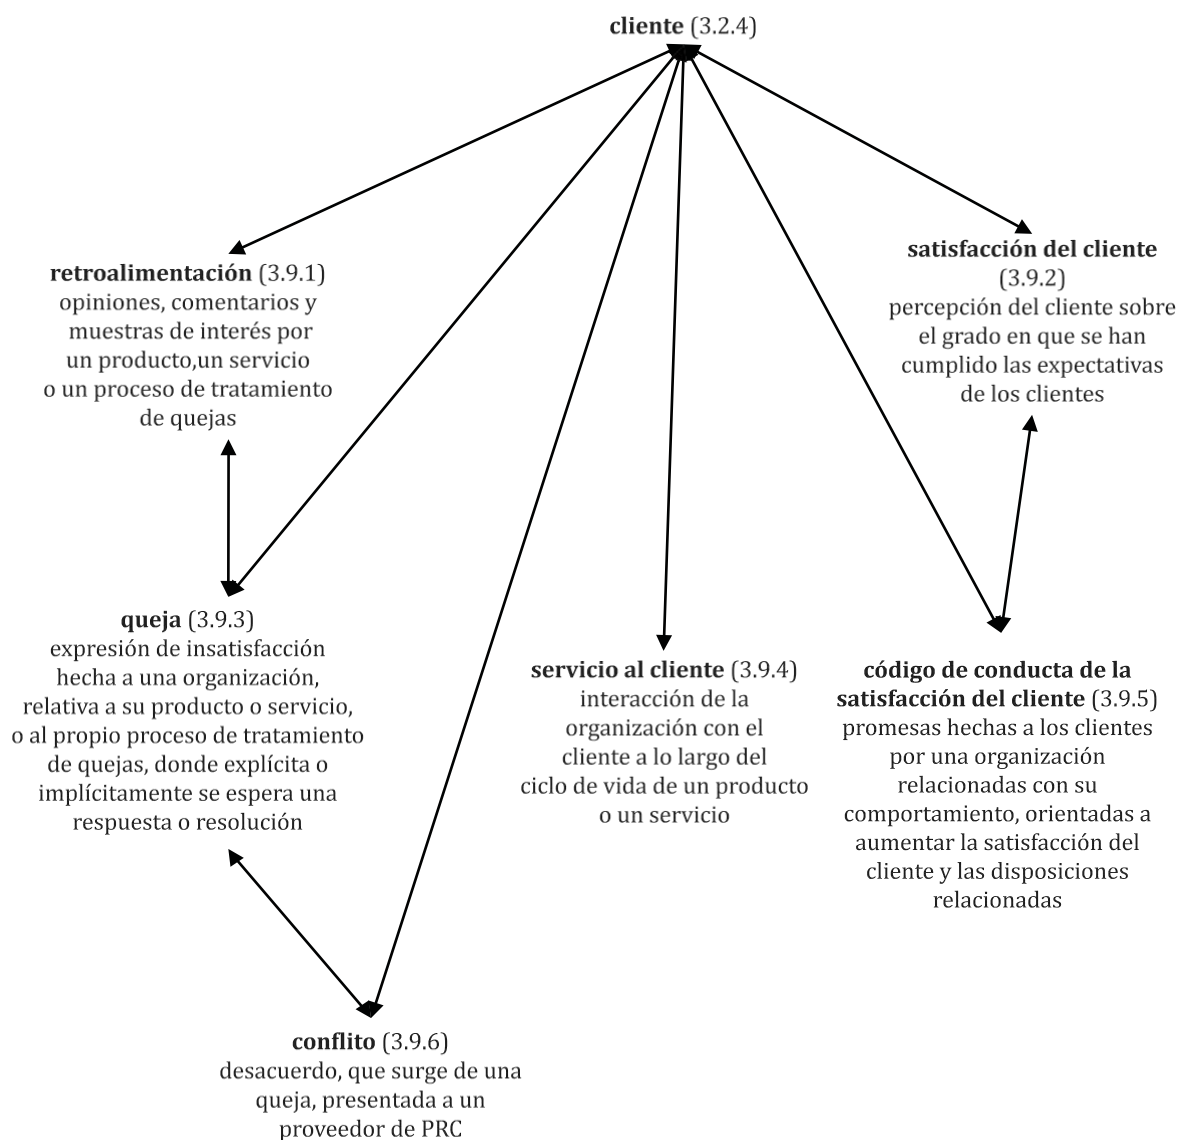 cliente (3.2.4)
retroalimentación (3.9.1)
opiniones, comentarios y
muestras de interés por
un producto,un servicio
o un proceso de tratamiento
de quejas
satisfacción del cliente
(3.9.2)
percepción del cliente sobre
el grado en que se han
cumplido las expectativas
de los clientes
queja (3.9.3)
expresión de insatisfacción
hecha a una organización,
relativa a su producto o servicio,
o al propio proceso de tratamiento
de quejas, donde explícita o
implícitamente se espera una
respuesta o resolución
servicio al cliente (3.9.4)
interacción de la
organización con el
cliente a lo largo del
ciclo de vida de un producto
o un servicio
código de conducta de la
satisfacción del cliente (3.9.5)
promesas hechas a los clientes
por una organización
relacionadas con su
comportamiento, orientadas a
aumentar la satisfacción del
cliente y las disposiciones
relacionadas
conflito (3.9.6)
desacuerdo, que surge de una
queja, presentada a un
proveedor de PRC